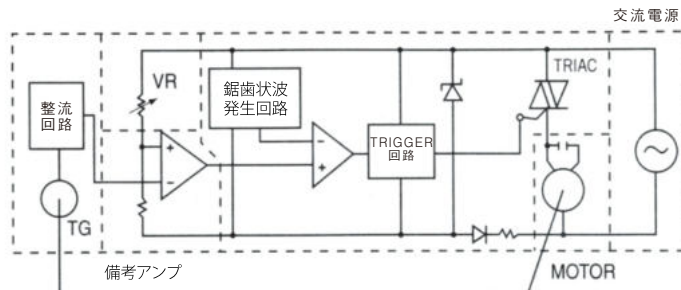 交流電源
VR
鋸歯状波
発生回路
TRIAC
整流
回路
TRIGGER
回路
+
−
−
+
TG
備考アンプ
MOTOR